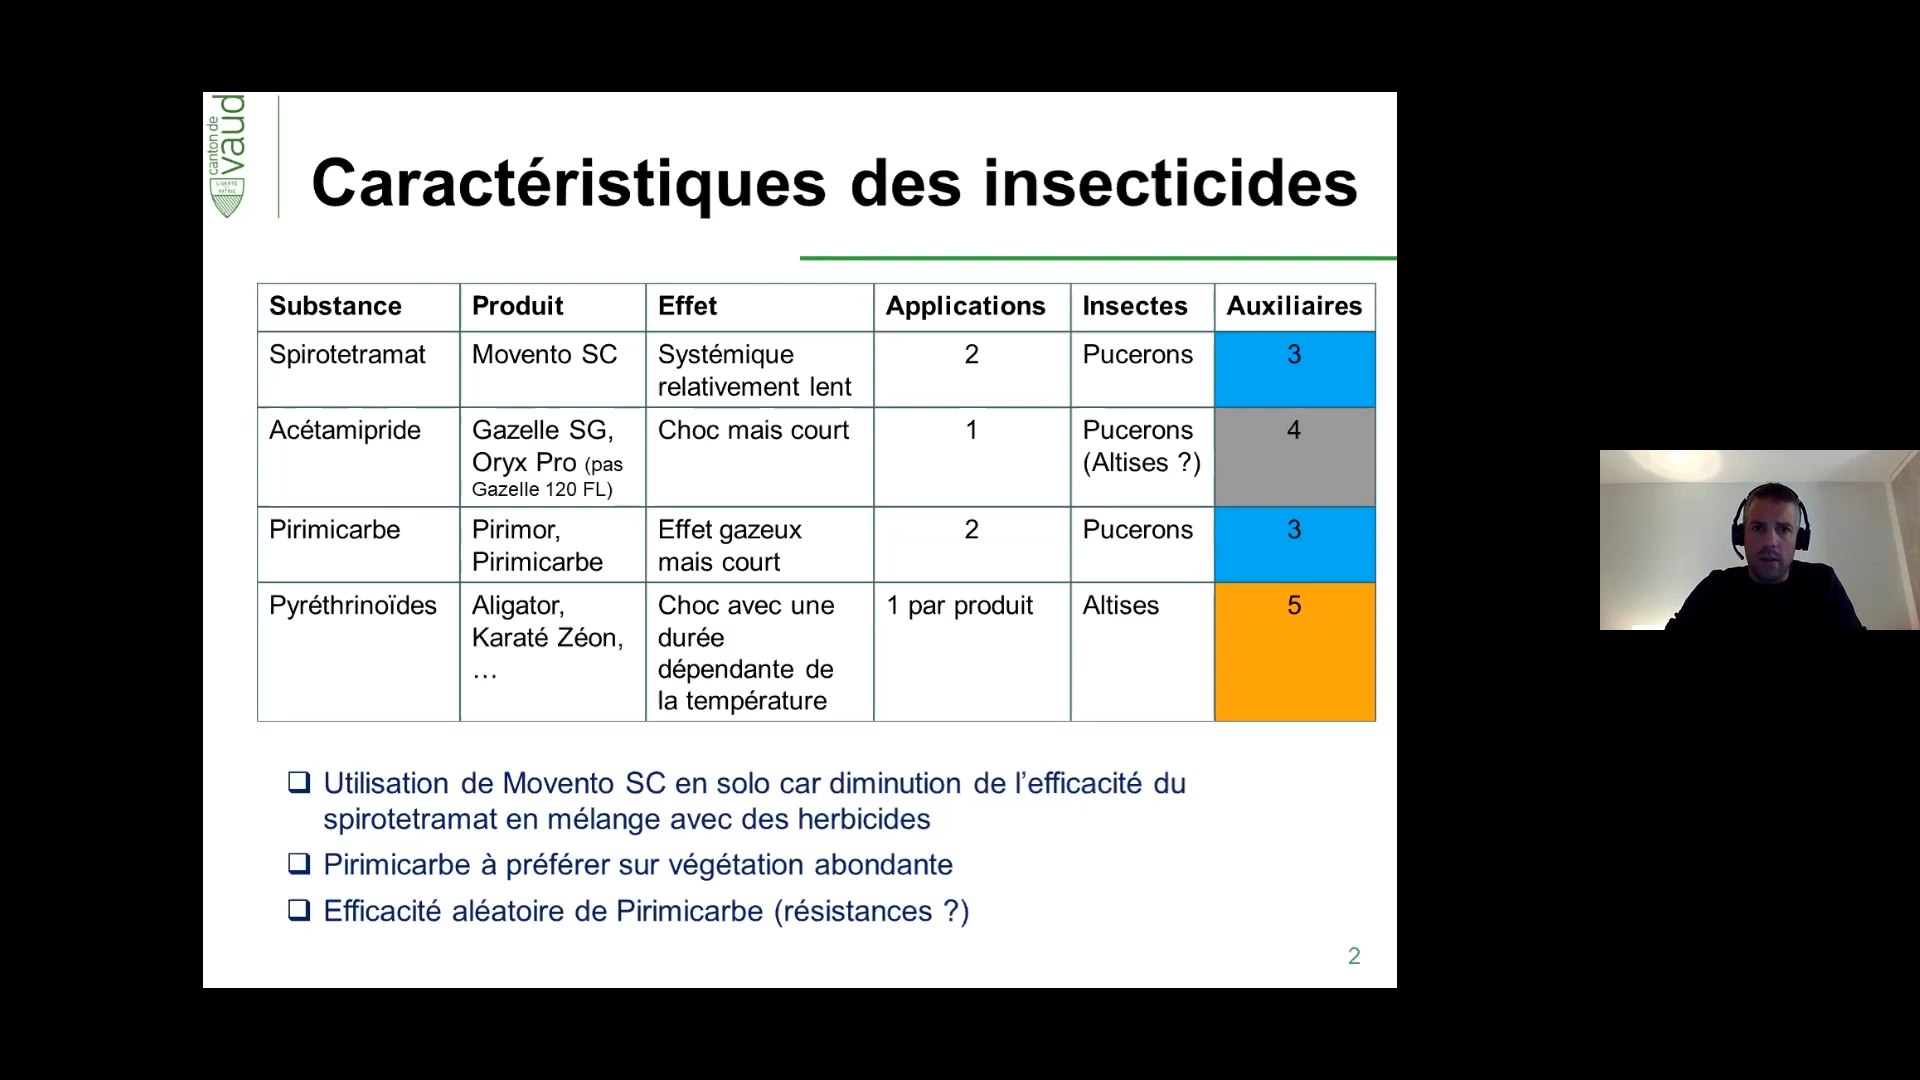 canton de
vaud
LIBERTÉ
ET
PATRIE
Caractéristiques des insecticides
Substance Produit Effet Applications Insectes Auxiliaires
Spirotetramat Movento SC Systémique 2 Pucerons 3
relativement lent
Acétamipride Gazelle SG, Choc mais court 1 Pucerons 4
Oryx Pro (pas (Altises ?)
Gazelle 120 FL)
Pirimicarbe Pirimor, Effet gazeux 2 Pucerons 3
Pirimicarbe mais court
Pyréthrinoïdes Aligator, Choc avec une 1 par produit Altises 5
Karaté Zéon, durée
… dépendante de
la température
Utilisation de Movento SC en solo car diminution de l’efficacité du
spirotetramat en mélange avec des herbicides
Pirimicarbe à préférer sur végétation abondante
Efficacité aléatoire de Pirimicarbe (résistances ?)
2